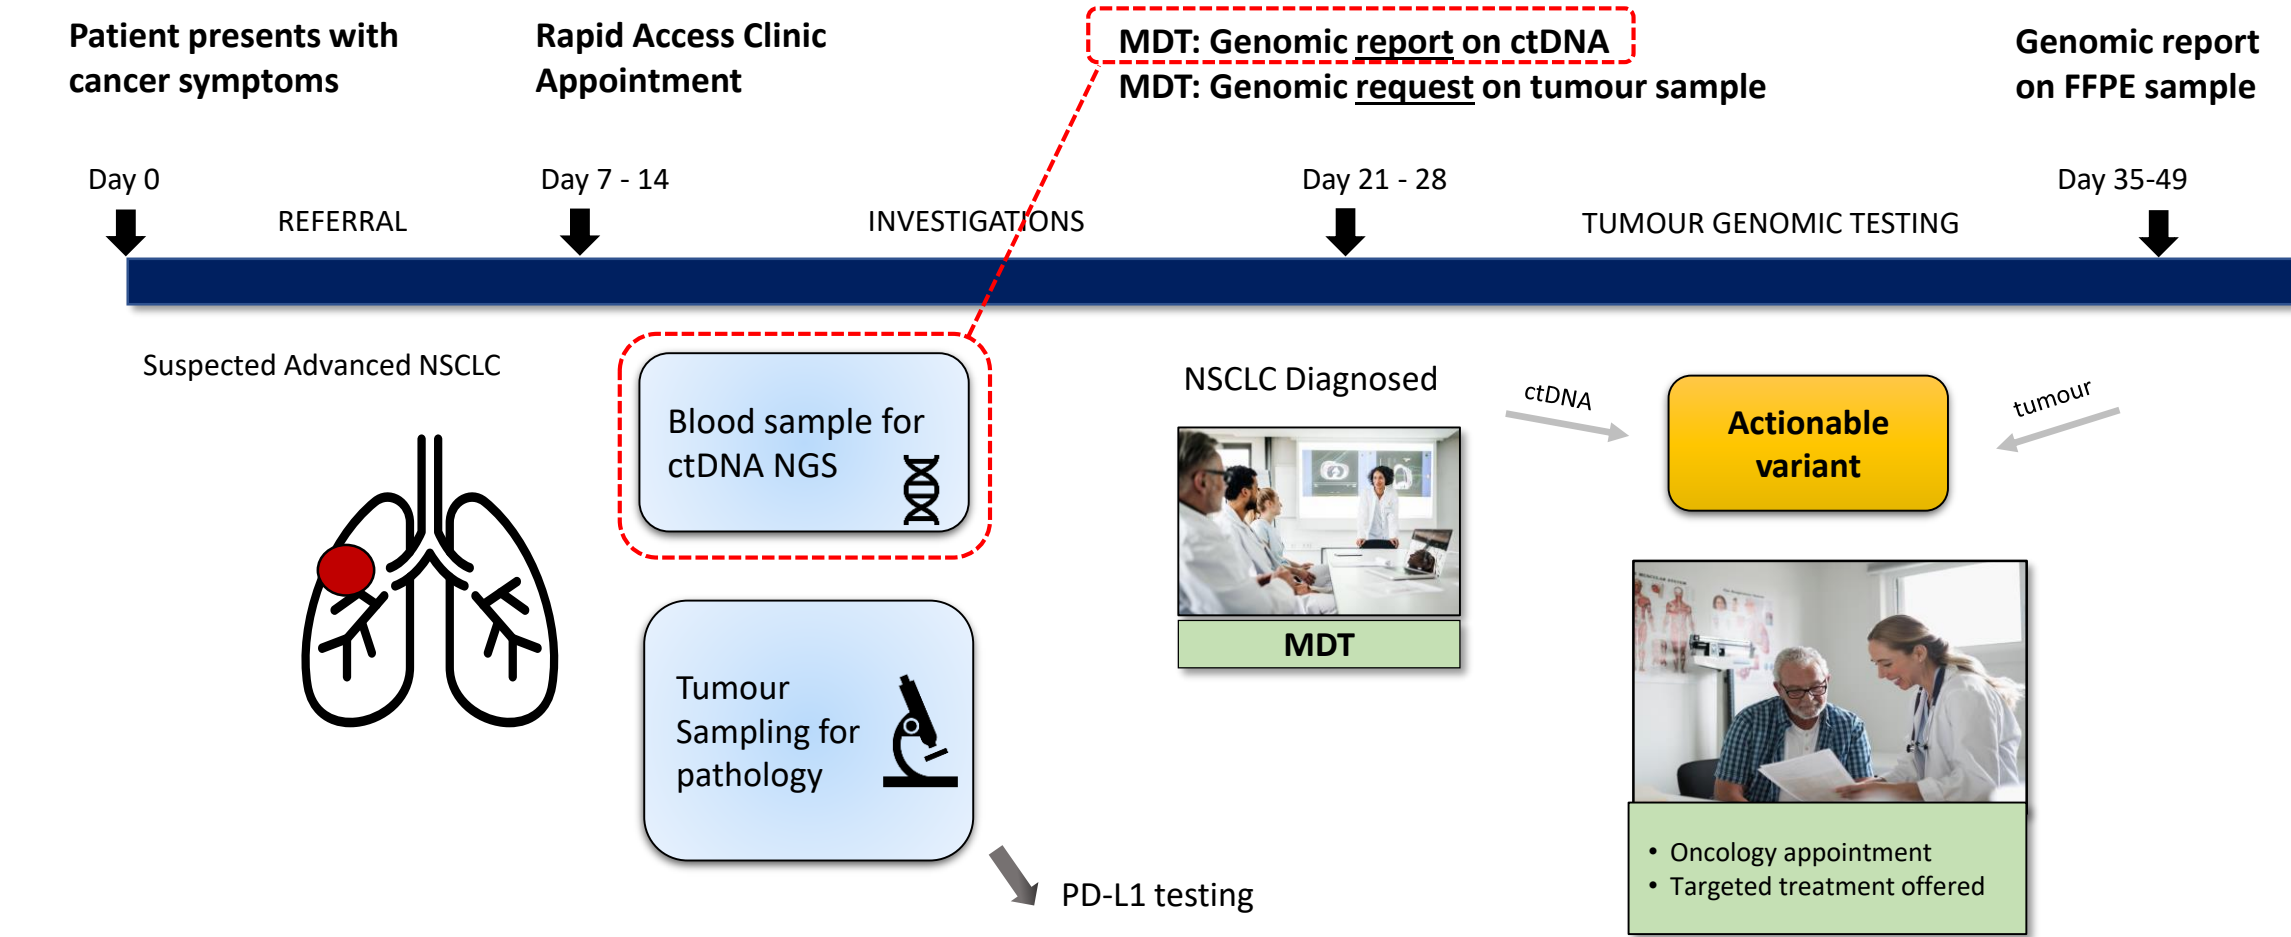 Patient presents with
cancer symptoms
Rapid Access Clinic
Appointment
MDT: Genomic report on ctDNA
MDT: Genomic request on tumour sample
Genomic report
on FFPE sample
Day 0
Day 7 - 14
Day 21 - 28
Day 35-49
REFERRAL
INVESTIGATIONS
TUMOUR GENOMIC TESTING
Suspected Advanced NSCLC
Blood sample for
ctDNA NGS
NSCLC Diagnosed
ctDNA
Actionable
variant
tumour
MDT
Tumour
Sampling for
pathology
PD-L1 testing
• Oncology appointment
• Targeted treatment offered